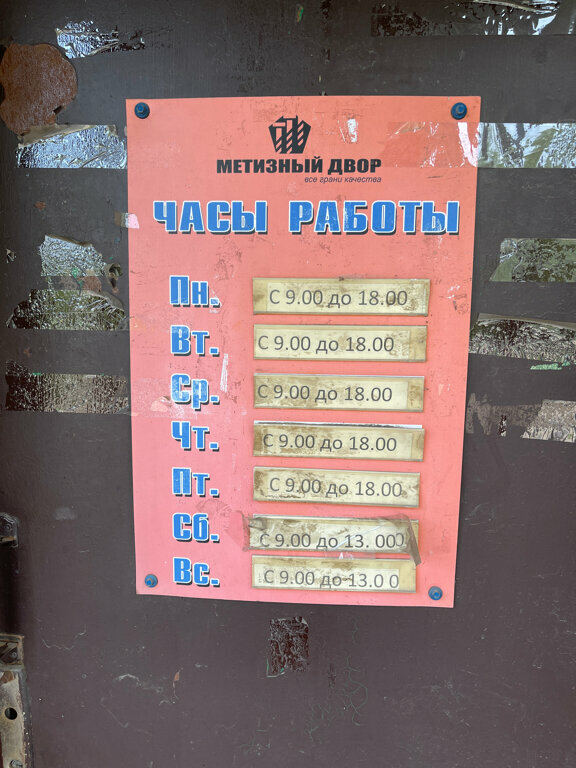 МЕТИЗНЫЙ ДВОР
все грани качества
ЧАСЫ РАБОТЫ
Пн. С 9.00 до 18.00
Вт. С 9.00 до 18.00
Ср. С 9.00 до 18.00
Чт. С 9.00 до 18.00
Пт. С 9.00 до 18.00
Сб. С 9.00 до 13. 00
Вс. С 9.00 до 13.0 0